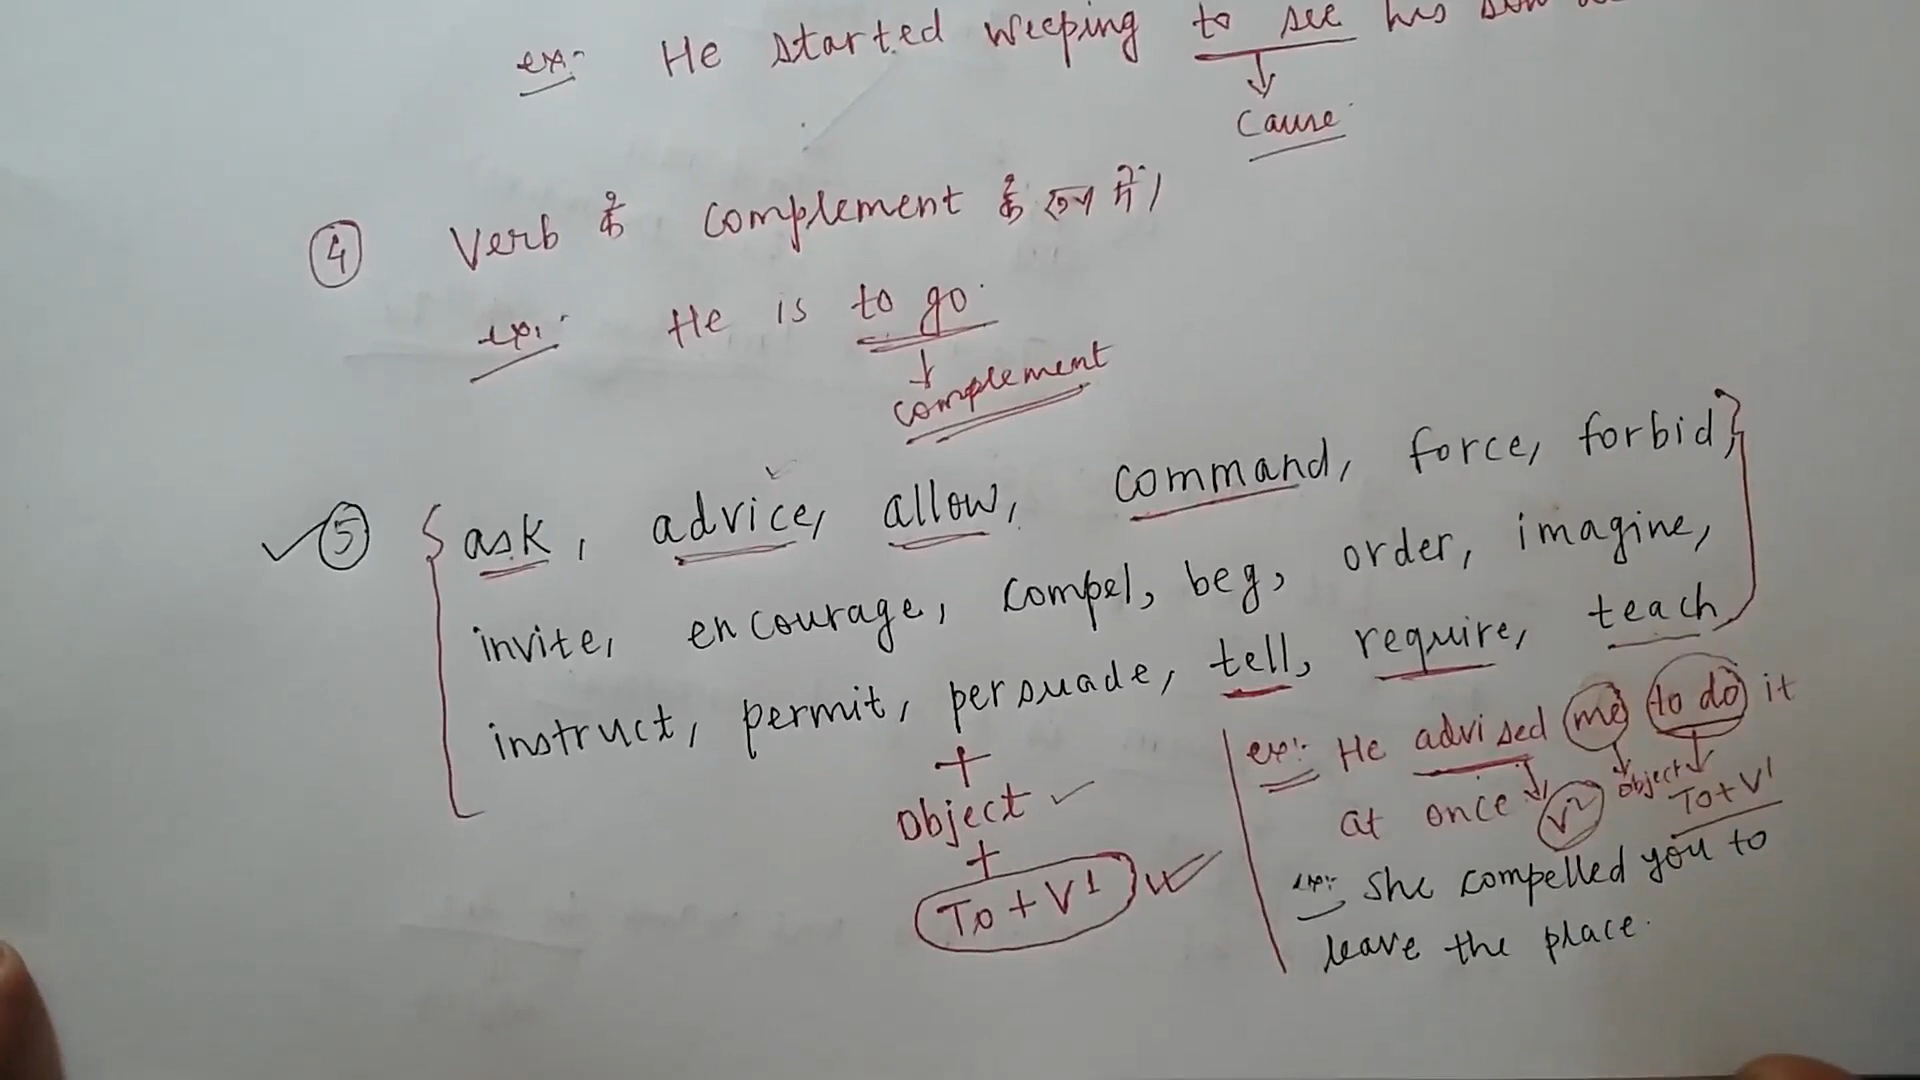 ex:- He started weeping to see his son
Cause
④ Verb के complement के रूप में।
ex:- He is to go.
complement
⑤ {ask, advice, allow, command, force, forbid,}
invite, encourage, compel, beg, order, imagine,
instruct, permit, persuade, tell, require, teach
+
Object
+
To + V¹
ex:- He advised me to do it
at once V² object To + V¹
ex:- She compelled you to
leave the place.